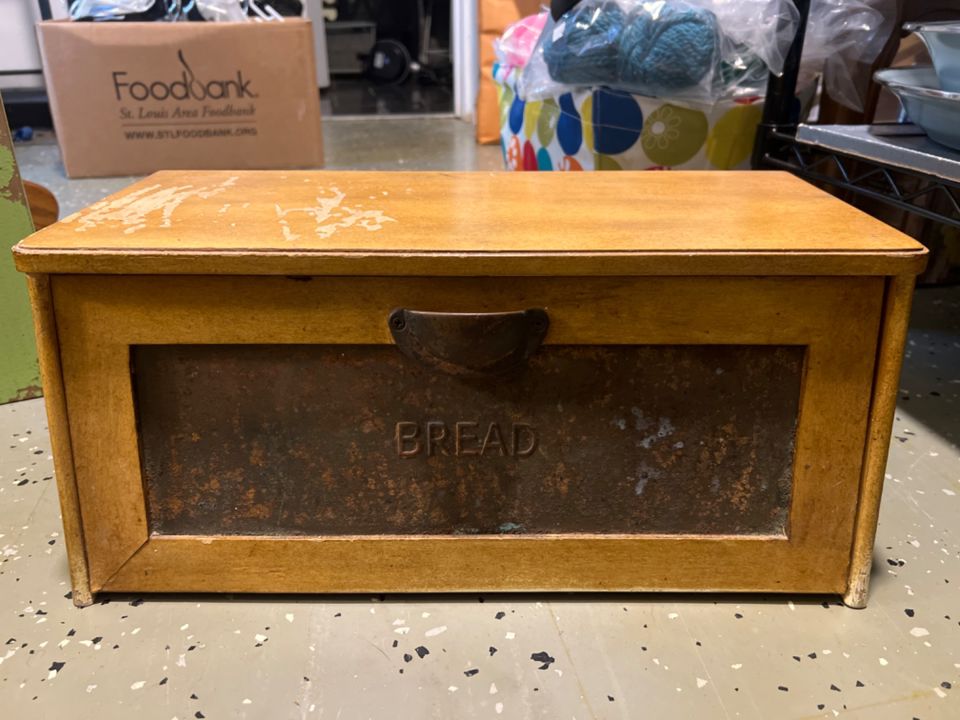 Foodbank
St. Louis Area Foodbank
WWW.STLFOODBANK.ORG
BREAD